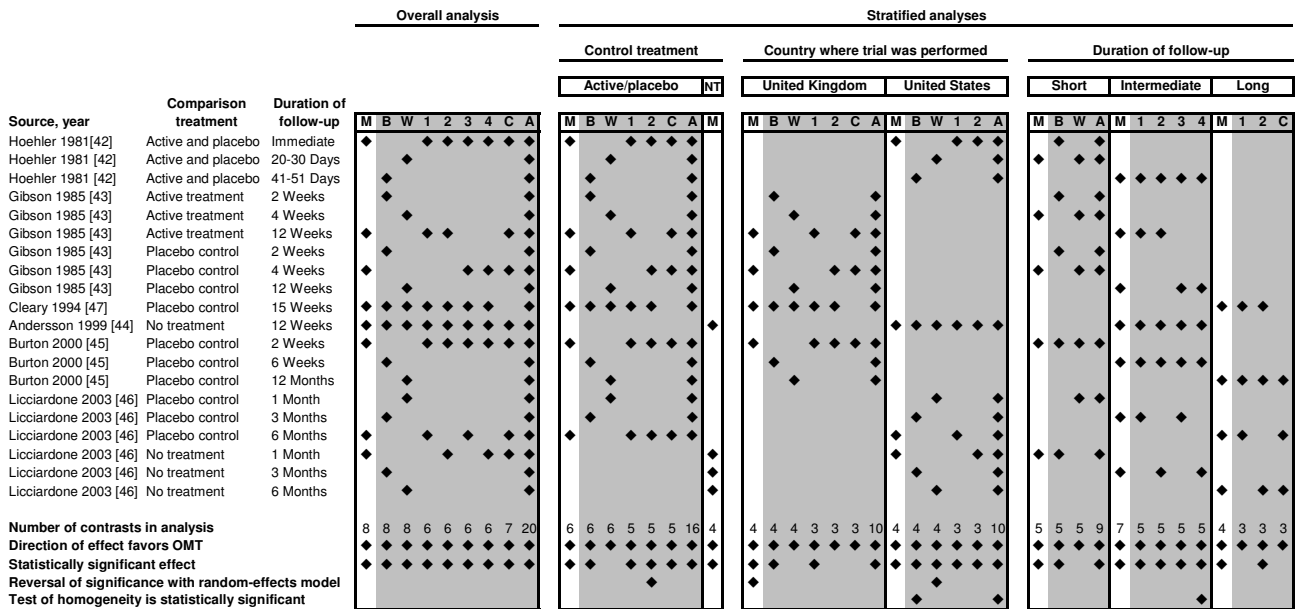 Overall analysis Stratified analyses
Control treatment Country where trial was performed Duration of follow-up
Active/placebo NT United Kingdom United States Short Intermediate Long
Comparison Duration of
Source, year treatment follow-up M B W 1 2 3 4 C A M B W 1 2 C A M M B W 1 2 C A M B W 1 2 A M B W A M 1 2 3 4 M 1 2 C
Hoehler 1981[42] Active and placebo Immediate ◆ ◆ ◆ ◆ ◆ ◆ ◆ ◆ ◆ ◆ ◆ ◆ ◆ ◆ ◆ ◆ ◆ ◆
Hoehler 1981 [42] Active and placebo 20-30 Days ◆ ◆ ◆ ◆ ◆ ◆ ◆ ◆ ◆
Hoehler 1981 [42] Active and placebo 41-51 Days ◆ ◆ ◆ ◆ ◆ ◆ ◆ ◆ ◆ ◆ ◆
Gibson 1985 [43] Active treatment 2 Weeks ◆ ◆ ◆ ◆ ◆ ◆ ◆ ◆
Gibson 1985 [43] Active treatment 4 Weeks ◆ ◆ ◆ ◆ ◆ ◆ ◆ ◆ ◆
Gibson 1985 [43] Active treatment 12 Weeks ◆ ◆ ◆ ◆ ◆ ◆ ◆ ◆ ◆ ◆ ◆ ◆ ◆ ◆ ◆ ◆
Gibson 1985 [43] Placebo control 2 Weeks ◆ ◆ ◆ ◆ ◆ ◆ ◆ ◆
Gibson 1985 [43] Placebo control 4 Weeks ◆ ◆ ◆ ◆ ◆ ◆ ◆ ◆ ◆ ◆ ◆ ◆ ◆ ◆ ◆ ◆
Gibson 1985 [43] Placebo control 12 Weeks ◆ ◆ ◆ ◆ ◆ ◆ ◆ ◆ ◆
Cleary 1994 [47] Placebo control 15 Weeks ◆ ◆ ◆ ◆ ◆ ◆ ◆ ◆ ◆ ◆ ◆ ◆ ◆ ◆ ◆ ◆ ◆ ◆ ◆ ◆ ◆ ◆ ◆
Andersson 1999 [44] No treatment 12 Weeks ◆ ◆ ◆ ◆ ◆ ◆ ◆ ◆ ◆ ◆ ◆ ◆ ◆ ◆ ◆ ◆ ◆ ◆ ◆ ◆ ◆
Burton 2000 [45] Placebo control 2 Weeks ◆ ◆ ◆ ◆ ◆ ◆ ◆ ◆ ◆ ◆ ◆ ◆ ◆ ◆ ◆ ◆ ◆ ◆ ◆ ◆ ◆
Burton 2000 [45] Placebo control 6 Weeks ◆ ◆ ◆ ◆ ◆ ◆ ◆ ◆ ◆ ◆ ◆
Burton 2000 [45] Placebo control 12 Months ◆ ◆ ◆ ◆ ◆ ◆ ◆ ◆ ◆ ◆
Licciardone 2003 [46] Placebo control 1 Month ◆ ◆ ◆ ◆ ◆ ◆ ◆ ◆
Licciardone 2003 [46] Placebo control 3 Months ◆ ◆ ◆ ◆ ◆ ◆ ◆ ◆ ◆
Licciardone 2003 [46] Placebo control 6 Months ◆ ◆ ◆ ◆ ◆ ◆ ◆ ◆ ◆ ◆ ◆ ◆ ◆ ◆ ◆ ◆
Licciardone 2003 [46] No treatment 1 Month ◆ ◆ ◆ ◆ ◆ ◆ ◆ ◆ ◆ ◆ ◆ ◆
Licciardone 2003 [46] No treatment 3 Months ◆ ◆ ◆ ◆ ◆ ◆ ◆ ◆
Licciardone 2003 [46] No treatment 6 Months ◆ ◆ ◆ ◆ ◆ ◆ ◆ ◆
Number of contrasts in analysis 8 8 8 6 6 6 6 7 20 6 6 6 5 5 5 16 4 4 4 4 3 3 3 10 4 4 4 3 3 10 5 5 5 9 7 5 5 5 5 4 3 3 3
Direction of effect favors OMT ◆ ◆ ◆ ◆ ◆ ◆ ◆ ◆ ◆ ◆ ◆ ◆ ◆ ◆ ◆ ◆ ◆ ◆ ◆ ◆ ◆ ◆ ◆ ◆ ◆ ◆ ◆ ◆ ◆ ◆ ◆ ◆ ◆ ◆ ◆ ◆ ◆ ◆ ◆ ◆ ◆ ◆ ◆
Statistically significant effect ◆ ◆ ◆ ◆ ◆ ◆ ◆ ◆ ◆ ◆ ◆ ◆ ◆ ◆ ◆ ◆ ◆ ◆ ◆ ◆ ◆ ◆ ◆ ◆ ◆ ◆ ◆ ◆ ◆ ◆ ◆ ◆ ◆ ◆
Reversal of significance with random-effects model ◆ ◆ ◆
Test of homogeneity is statistically significant ◆ ◆ ◆